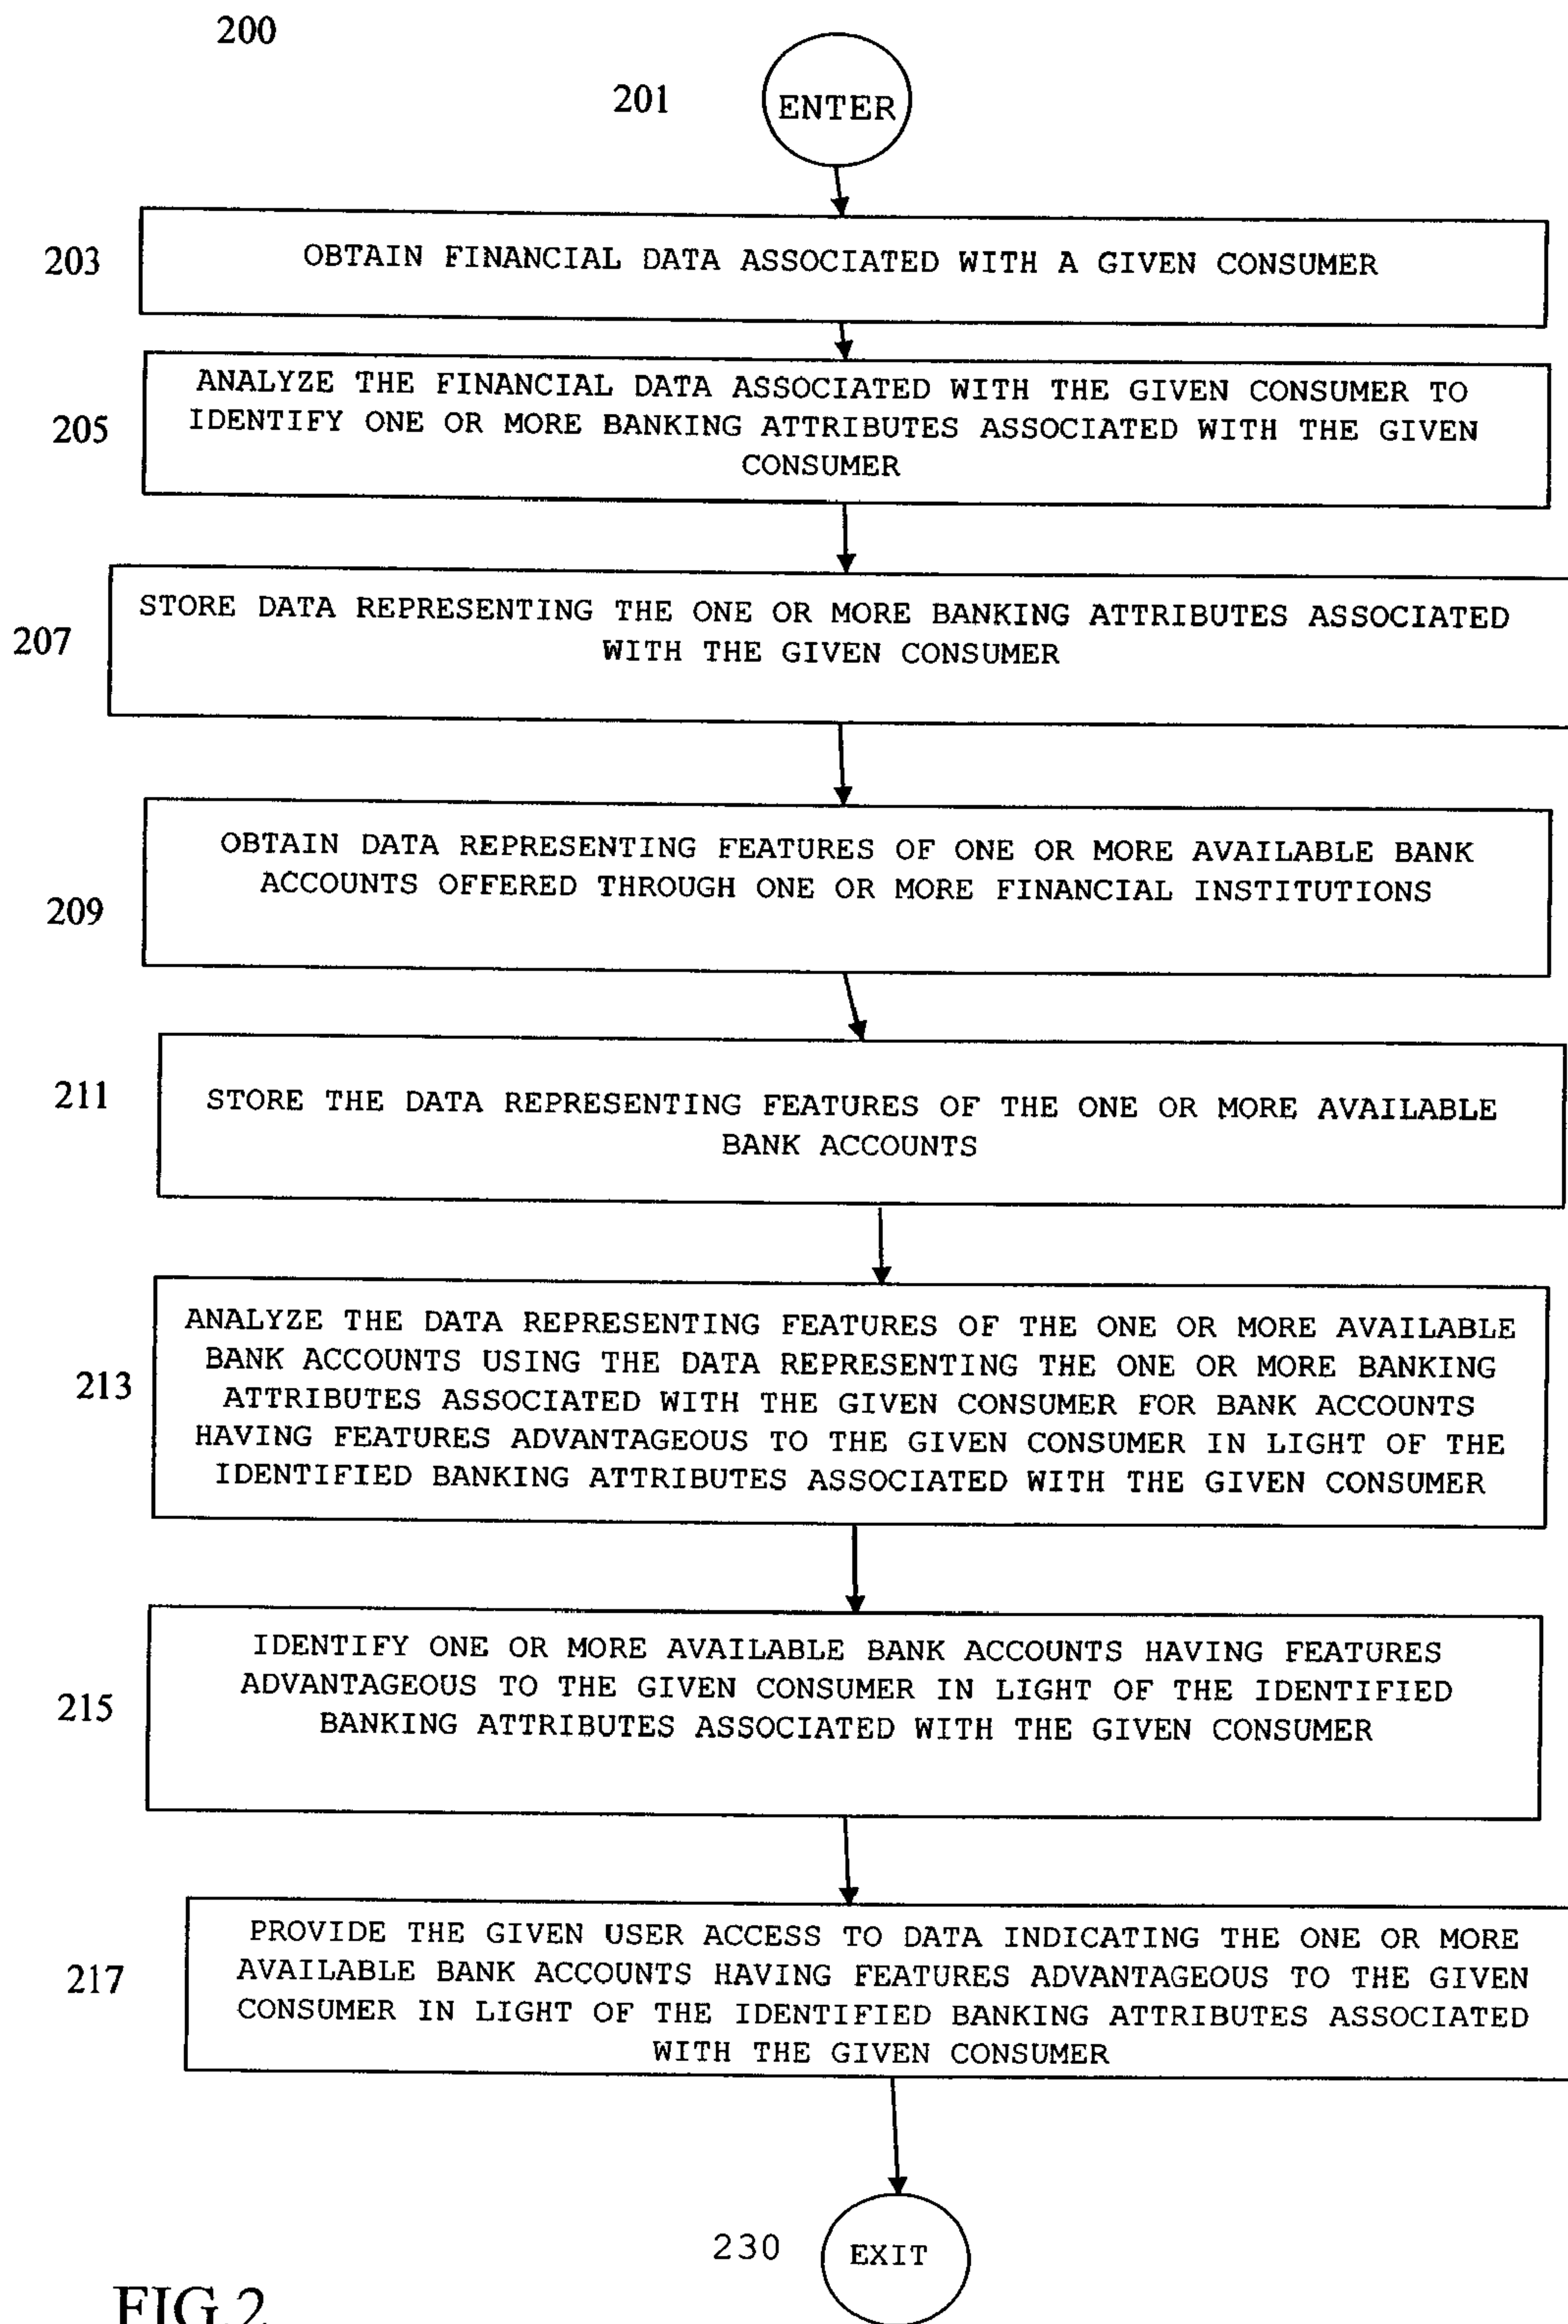 200
201
ENTER
203
OBTAIN FINANCIAL DATA ASSOCIATED WITH A GIVEN CONSUMER
205
ANALYZE THE FINANCIAL DATA ASSOCIATED WITH THE GIVEN CONSUMER TO
IDENTIFY ONE OR MORE BANKING ATTRIBUTES ASSOCIATED WITH THE GIVEN
CONSUMER
207
STORE DATA REPRESENTING THE ONE OR MORE BANKING ATTRIBUTES ASSOCIATED
WITH THE GIVEN CONSUMER
209
OBTAIN DATA REPRESENTING FEATURES OF ONE OR MORE AVAILABLE BANK
ACCOUNTS OFFERED THROUGH ONE OR MORE FINANCIAL INSTITUTIONS
211
STORE THE DATA REPRESENTING FEATURES OF THE ONE OR MORE AVAILABLE
BANK ACCOUNTS
213
ANALYZE THE DATA REPRESENTING FEATURES OF THE ONE OR MORE AVAILABLE
BANK ACCOUNTS USING THE DATA REPRESENTING THE ONE OR MORE BANKING
ATTRIBUTES ASSOCIATED WITH THE GIVEN CONSUMER FOR BANK ACCOUNTS
HAVING FEATURES ADVANTAGEOUS TO THE GIVEN CONSUMER IN LIGHT OF THE
IDENTIFIED BANKING ATTRIBUTES ASSOCIATED WITH THE GIVEN CONSUMER
215
IDENTIFY ONE OR MORE AVAILABLE BANK ACCOUNTS HAVING FEATURES
ADVANTAGEOUS TO THE GIVEN CONSUMER IN LIGHT OF THE IDENTIFIED
BANKING ATTRIBUTES ASSOCIATED WITH THE GIVEN CONSUMER
217
PROVIDE THE GIVEN USER ACCESS TO DATA INDICATING THE ONE OR MORE
AVAILABLE BANK ACCOUNTS HAVING FEATURES ADVANTAGEOUS TO THE GIVEN
CONSUMER IN LIGHT OF THE IDENTIFIED BANKING ATTRIBUTES ASSOCIATED
WITH THE GIVEN CONSUMER
230
EXIT
FIG.2